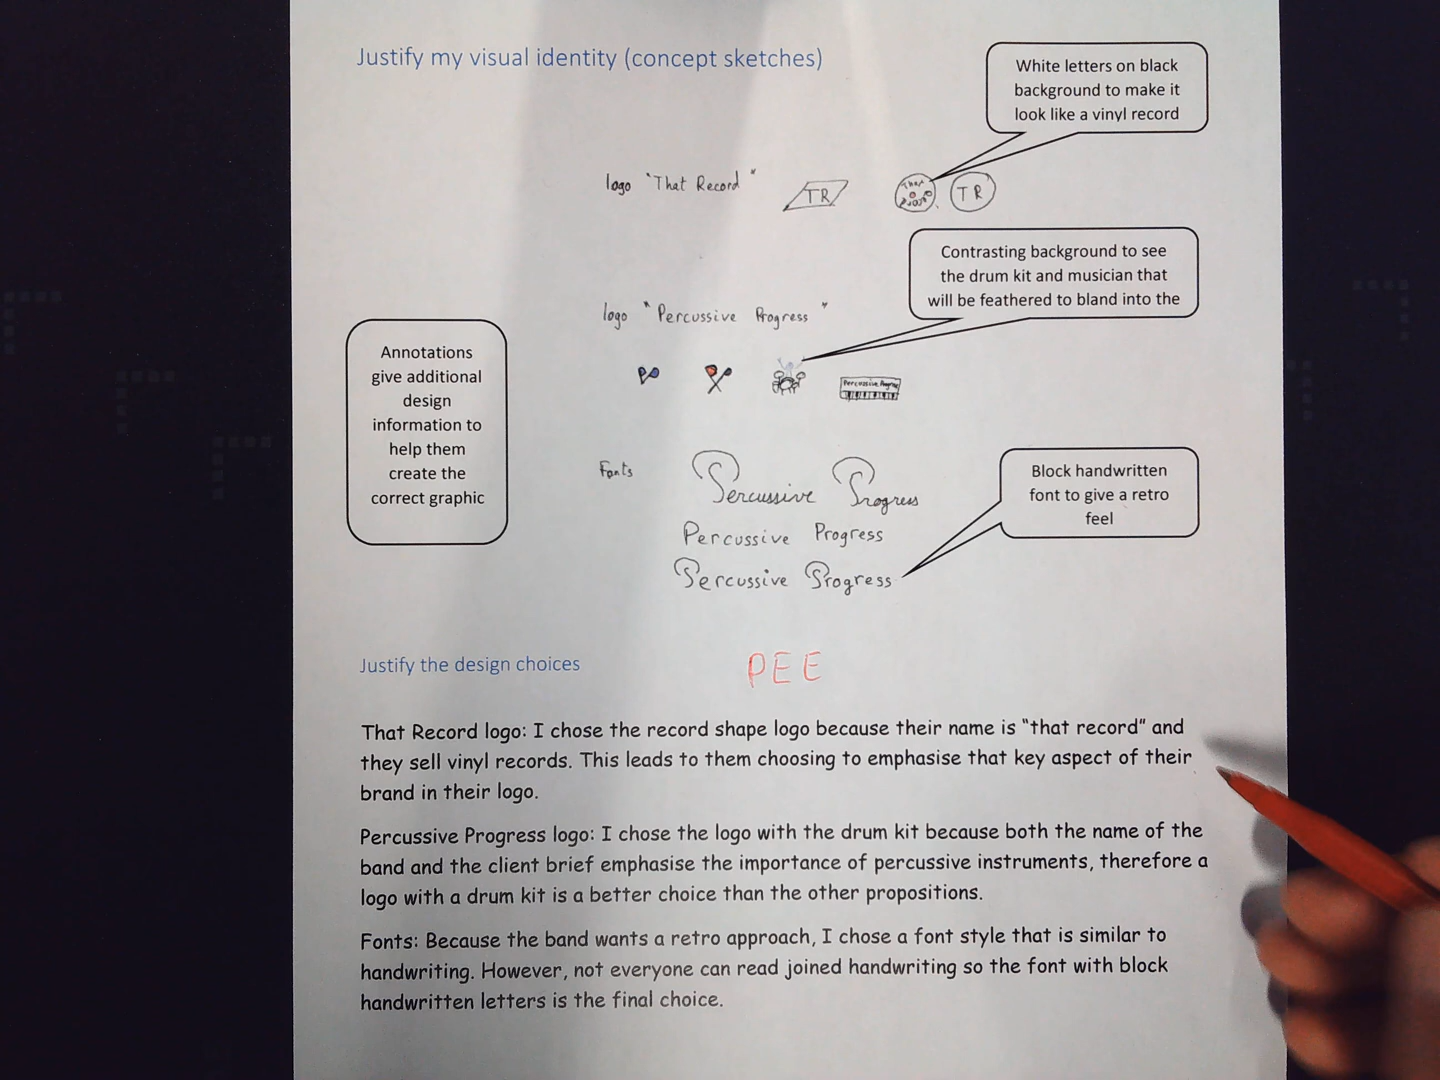 Justify my visual identity (concept sketches)
White letters on black
background to make it
look like a vinyl record
logo "That Record"
TR
That
Record
TR
Contrasting background to see
the drum kit and musician that
will be feathered to bland into the
logo "Percussive Progress"
Percussive Progress
Annotations
give additional
design
information to
help them
create the
correct graphic
Fonts
Percussive Progress
Percussive Progress
Percussive Progress
Block handwritten
font to give a retro
feel
Justify the design choices
PEE
That Record logo: I chose the record shape logo because their name is “that record” and
they sell vinyl records. This leads to them choosing to emphasise that key aspect of their
brand in their logo.
Percussive Progress logo: I chose the logo with the drum kit because both the name of the
band and the client brief emphasise the importance of percussive instruments, therefore a
logo with a drum kit is a better choice than the other propositions.
Fonts: Because the band wants a retro approach, I chose a font style that is similar to
handwriting. However, not everyone can read joined handwriting so the font with block
handwritten letters is the final choice.